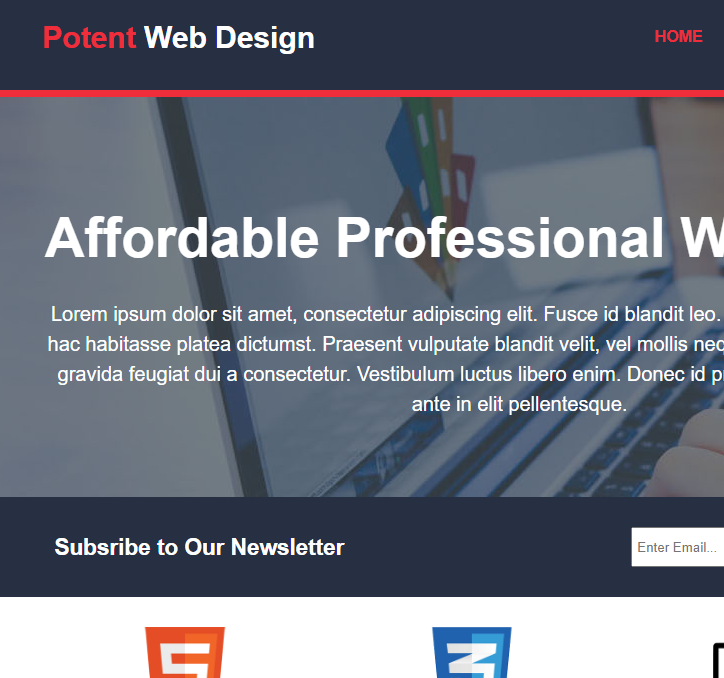 Potent Web Design
HOME
Affordable Professional W
Lorem ipsum dolor sit amet, consectetur adipiscing elit. Fusce id blandit leo.
hac habitasse platea dictumst. Praesent vulputate blandit velit, vel mollis neq
gravida feugiat dui a consectetur. Vestibulum luctus libero enim. Donec id p
ante in elit pellentesque.
Subsribe to Our Newsletter
Enter Email...